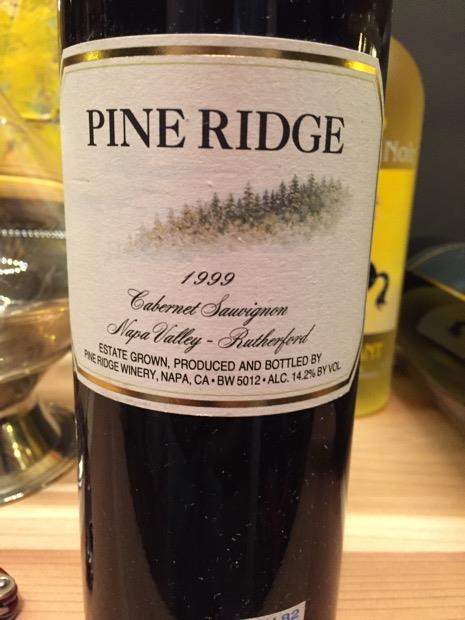 PINE RIDGE
1999
Cabernet Sauvignon
Napa Valley - Rutherford
ESTATE GROWN, PRODUCED AND BOTTLED BY
PINE RIDGE WINERY, NAPA, CA • BW 5012 • ALC. 14.2% BY VOL